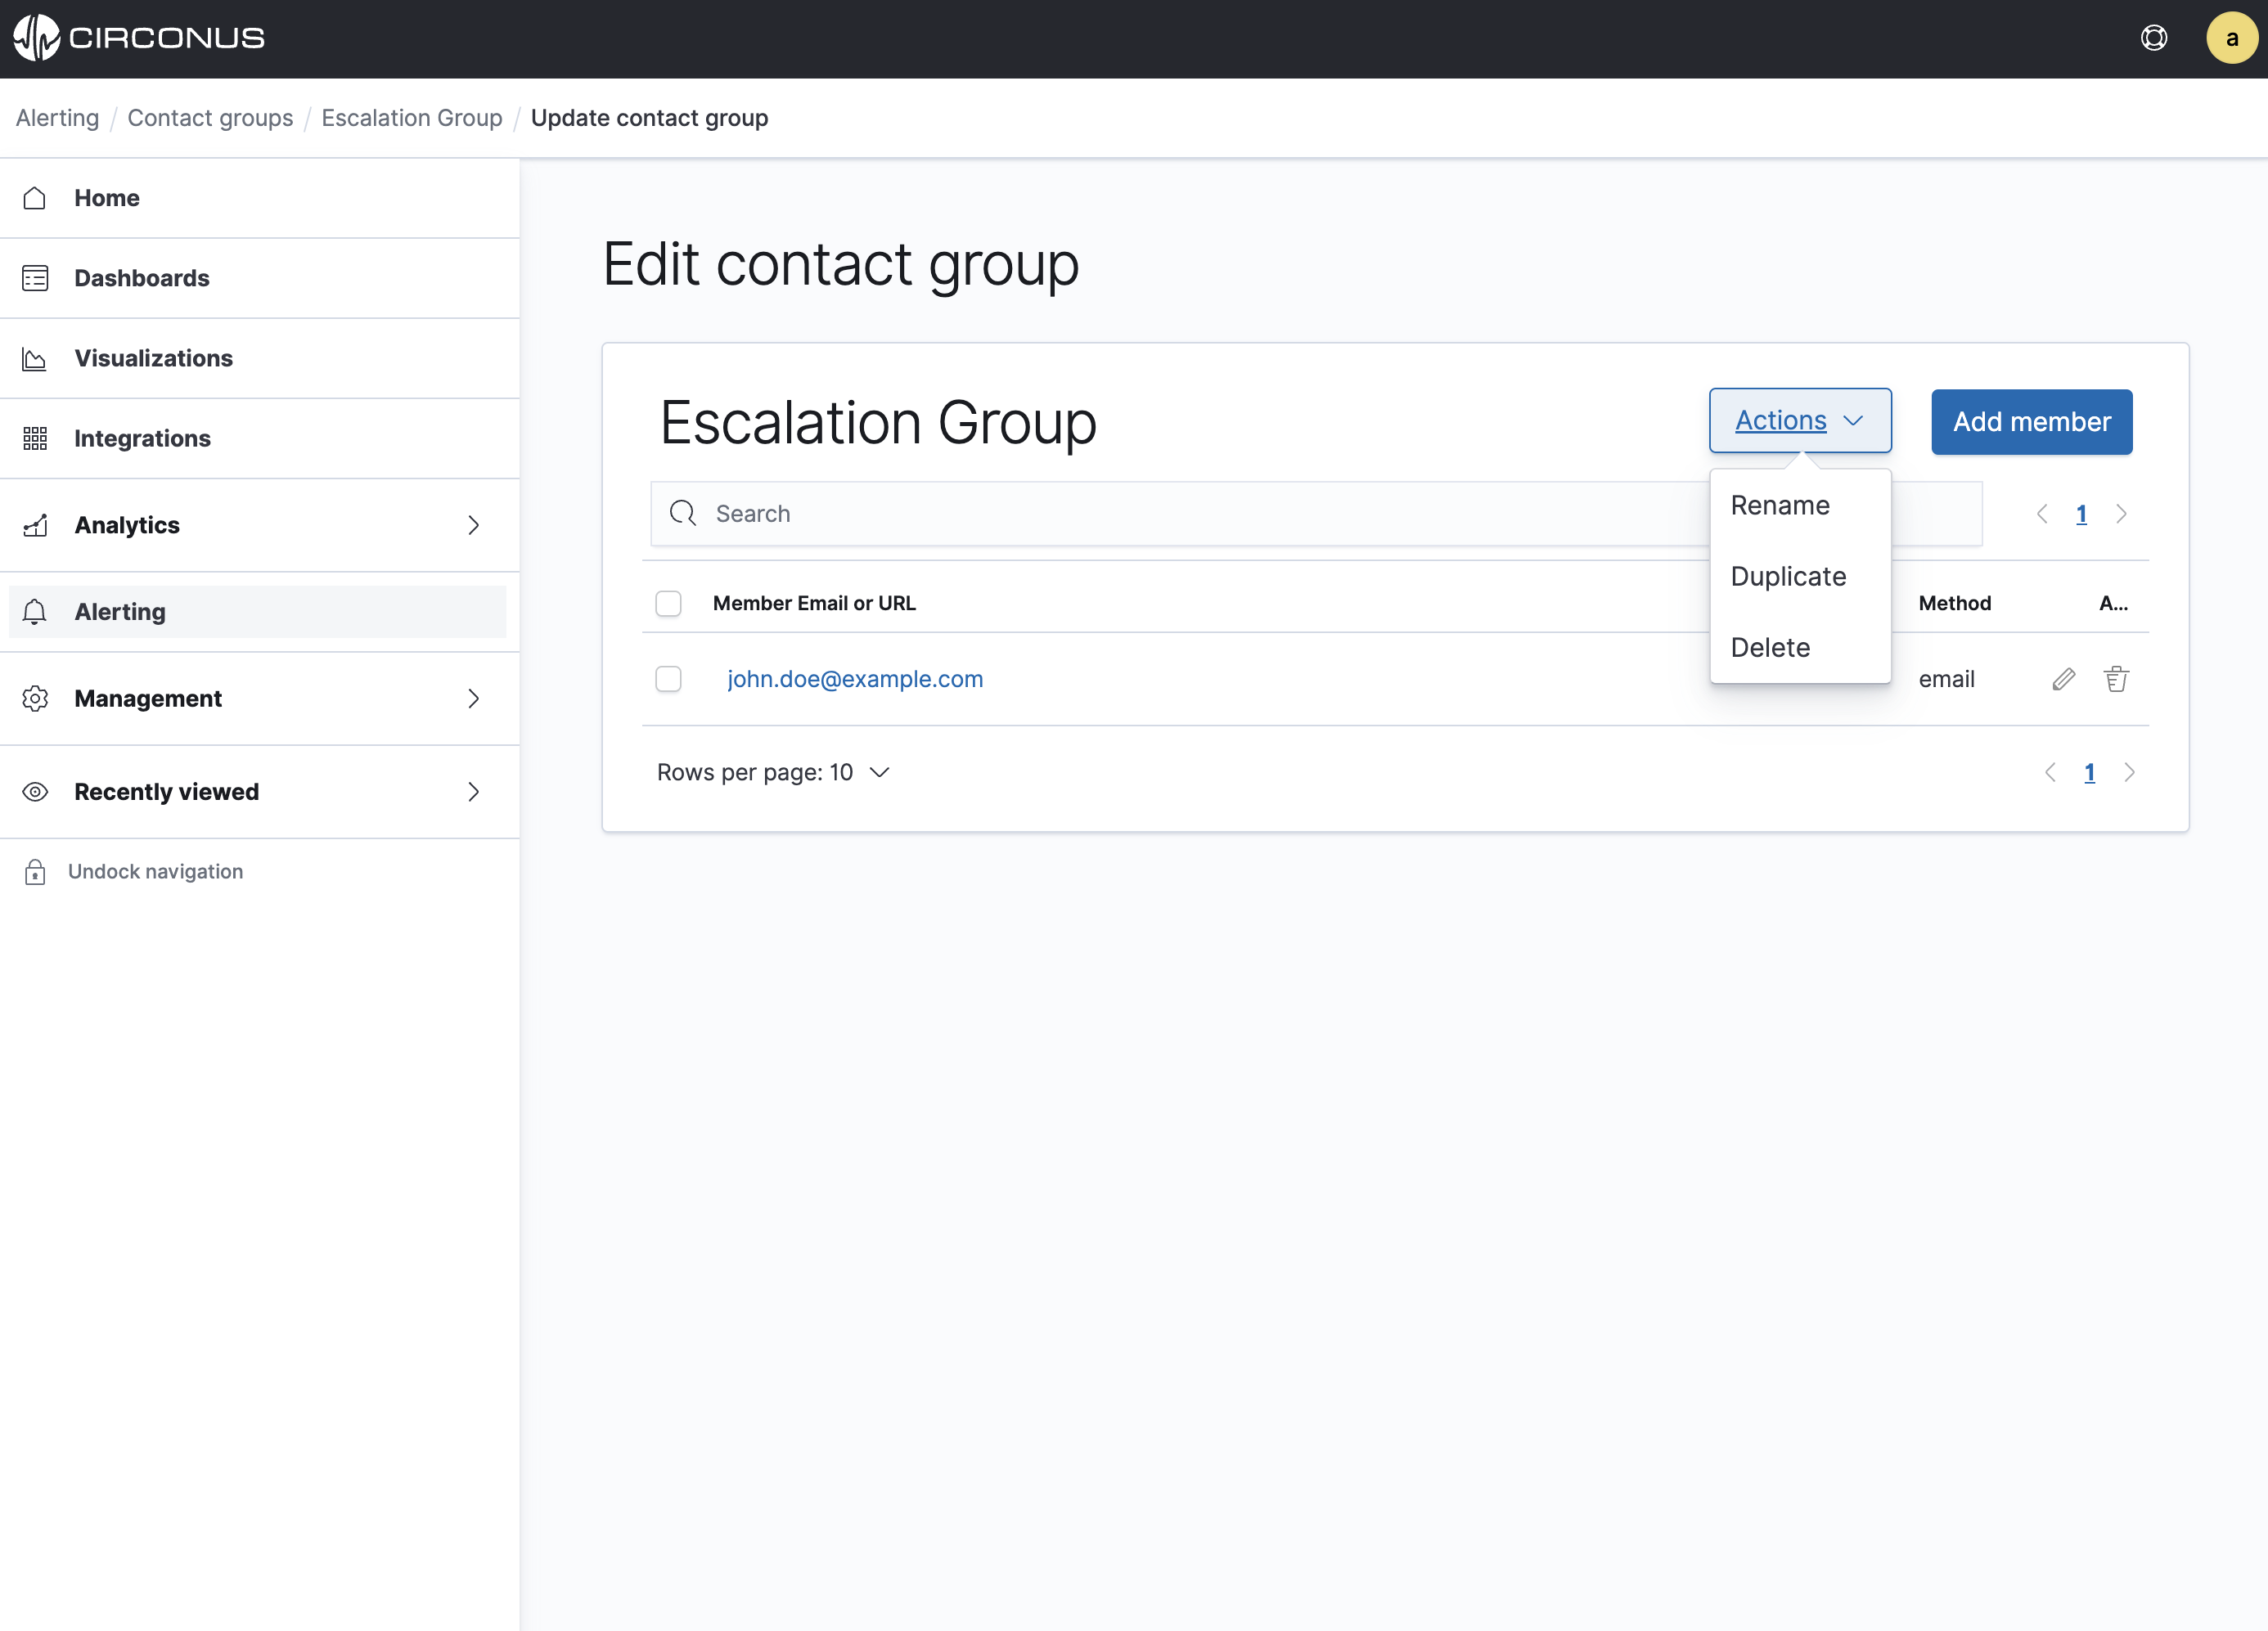 CIRCONUS
a
Alerting / Contact groups / Escalation Group / Update contact group
Home
Dashboards
Visualizations
Integrations
Analytics
Alerting
Management
Recently viewed
Undock navigation
Edit contact group
Escalation Group
Actions
Add member
Rename
Duplicate
Delete
Search
1
Member Email or URL
Method
A...
john.doe@example.com
email
Rows per page: 10
1